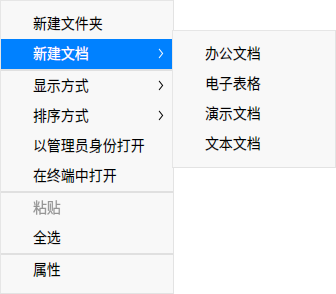 新建文件夹
新建文档
显示方式
排序方式
以管理员身份打开
在终端中打开
粘贴
全选
属性
办公文档
电子表格
演示文档
文本文档